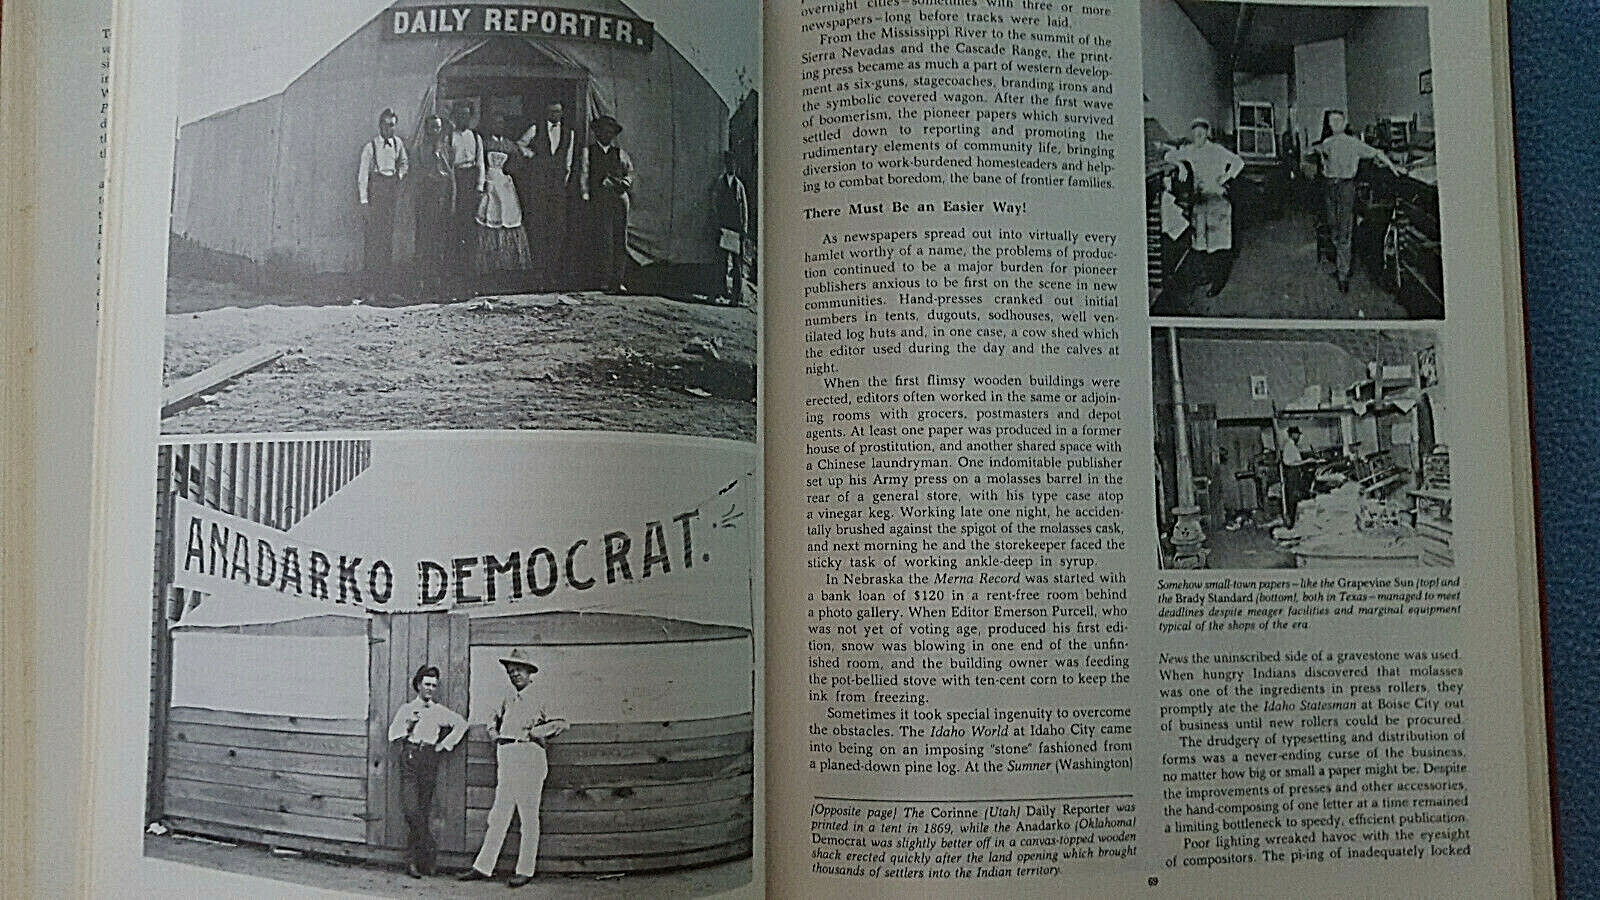 DAILY REPORTER.
ANADARKO DEMOCRAT.
overnight cities—sometimes with three or more
newspapers—long before tracks were laid.
From the Mississippi River to the summit of the
Sierra Nevadas and the Cascade Range, the print-
ing press became as much a part of western develop-
ment as six-guns, stagecoaches, branding irons and
the symbolic covered wagon. After the first wave
of boomerism, the pioneer papers which survived
settled down to reporting and promoting the
rudimentary elements of community life, bringing
diversion to work-burdened homesteaders and help-
ing to combat boredom, the bane of frontier families.
There Must Be an Easier Way!
As newspapers spread out into virtually every
hamlet worthy of a name, the problems of produc-
tion continued to be a major burden for pioneer
publishers anxious to be first on the scene in new
communities. Hand-presses cranked out initial
numbers in tents, dugouts, sodhouses, well ven-
tilated log huts and, in one case, a cow shed which
the editor used during the day and the calves at
night.
When the first flimsy wooden buildings were
erected, editors often worked in the same or adjoin-
ing rooms with grocers, postmasters and depot
agents. At least one paper was produced in a former
house of prostitution, and another shared space with
a Chinese laundryman. One indomitable publisher
set up his Army press on a molasses barrel in the
rear of a general store, with his type case atop
a vinegar keg. Working late one night, he acciden-
tally brushed against the spigot of the molasses cask,
and next morning he and the storekeeper faced the
sticky task of working ankle-deep in syrup.
In Nebraska the Merna Record was started with
a bank loan of $120 in a rent-free room behind
a photo gallery. When Editor Emerson Purcell, who
was not yet of voting age, produced his first edi-
tion, snow was blowing in one end of the unfin-
ished room, and the building owner was feeding
the pot-bellied stove with ten-cent corn to keep the
ink from freezing.
Sometimes it took special ingenuity to overcome
the obstacles. The Idaho World at Idaho City came
into being on an imposing "stone" fashioned from
a planed-down pine log. At the Sumner (Washington)
(Opposite page) The Corinne (Utah) Daily Reporter was
printed in a tent in 1869, while the Anadarko (Oklahoma)
Democrat was slightly better off in a canvas-topped wooden
shack erected quickly after the land opening which brought
thousands of settlers into the Indian territory.
Somehow small-town papers—like the Grapevine Sun (top) and
the Brady Standard (bottom), both in Texas—managed to meet
deadlines despite meager facilities and marginal equipment
typical of the shops of the era.
News the uninscribed side of a gravestone was used.
When hungry Indians discovered that molasses
was one of the ingredients in press rollers, they
promptly ate the Idaho Statesman at Boise City out
of business until new rollers could be procured.
The drudgery of typesetting and distribution of
forms was a never-ending curse of the business,
no matter how big or small a paper might be. Despite
the improvements of presses and other accessories,
the hand-composing of one letter at a time remained
a limiting bottleneck to speedy, efficient publication.
Poor lighting wreaked havoc with the eyesight
of compositors. The pi-ing of inadequately locked
69